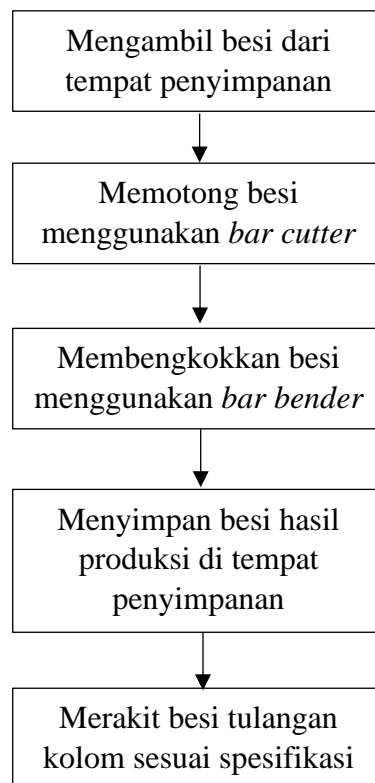 Mengambil besi dari
tempat penyimpanan
Memotong besi
menggunakan bar cutter
Membengkokkan besi
menggunakan bar bender
Menyimpan besi hasil
produksi di tempat
penyimpanan
Merakit besi tulangan
kolom sesuai spesifikasi